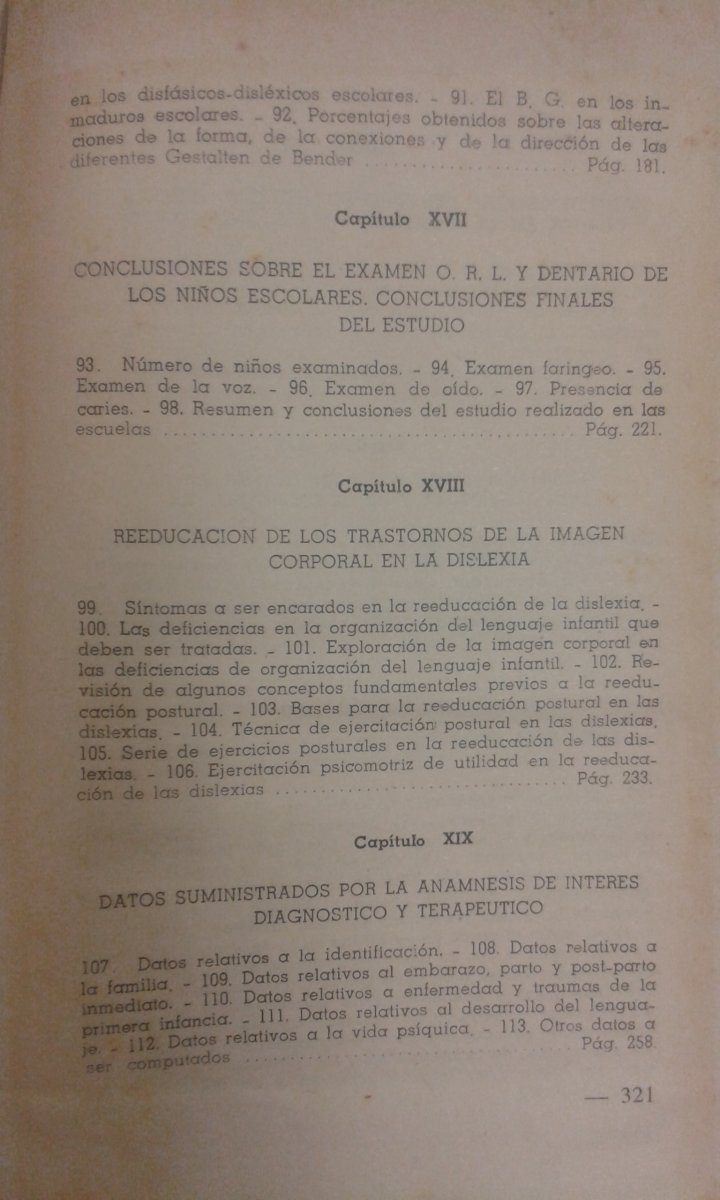 en los disfásicos-disléxicos escolares. - 91. El B. G. en los in-
maduros escolares. - 92. Porcentajes obtenidos sobre las altera-
ciones de la forma, de la conexiones y de la dirección de las
diferentes Gestalten de Bender ........................ Pág. 181.
Capítulo XVII
CONCLUSIONES SOBRE EL EXAMEN O. R. L. Y DENTARIO DE
LOS NIÑOS ESCOLARES. CONCLUSIONES FINALES
DEL ESTUDIO
93. Número de niños examinados. - 94. Examen faringeo. - 95.
Examen de la voz. - 96. Examen de oído. - 97. Presencia de
caries. - 98. Resumen y conclusiones del estudio realizado en las
escuelas ............................................. Pág. 221.
Capítulo XVIII
REEDUCACION DE LOS TRASTORNOS DE LA IMAGEN
CORPORAL EN LA DISLEXIA
99. Síntomas a ser encarados en la reeducación de la dislexia. -
100. Las deficiencias en la organización del lenguaje infantil que
deben ser tratadas. - 101. Exploración de la imagen corporal en
las deficiencias de organización del lenguaje infantil. - 102. Re-
visión de algunos conceptos fundamentales previos a la reedu-
cación postural. - 103. Bases para la reeducación postural en las
dislexias. - 104. Técnica de ejercitación postural en las dislexias.
105. Serie de ejercicios posturales en la reeducación de las dis-
lexias. - 106. Ejercitación psicomotriz de utilidad en la reeduca-
ción de las dislexias ................................ Pág. 233.
Capítulo XIX
DATOS SUMINISTRADOS POR LA ANAMNESIS DE INTERES
DIAGNOSTICO Y TERAPEUTICO
107. Datos relativos a la identificación. - 108. Datos relativos a
la familia. - 109. Datos relativos al embarazo, parto y post-parto
inmediato. - 110. Datos relativos a enfermedad y traumas de la
primera infancia. - 111. Datos relativos al desarrollo del lengua-
je. - 112. Datos relativos a la vida psíquica. - 113. Otros datos a
ser computados ..................................... Pág. 258.
— 321